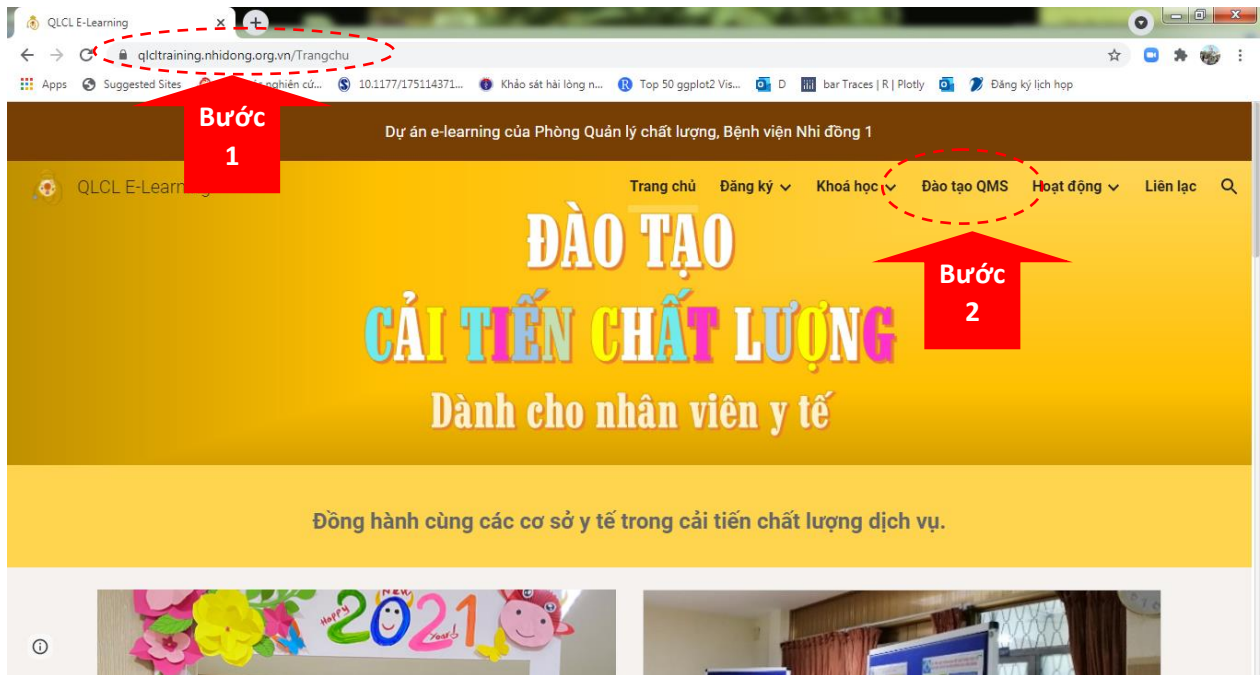 QLCL E-Learning
qlcltraining.nhidong.org.vn/Trangchu
Apps Suggested Sites nghiên cứ... 10.1177/175114371... Khảo sát hài lòng n... Top 50 ggplot2 Vis... D bar Traces | R | Plotly Đăng ký lịch họp
Bước
1
Dự án e-learning của Phòng Quản lý chất lượng, Bệnh viện Nhi đồng 1
QLCL E-Learning Trang chủ Đăng ký Khoá học Đào tạo QMS Hoạt động Liên lạc
ĐÀO TẠO
Bước
2
CẢI TIẾN CHẤT LƯỢNG
Dành cho nhân viên y tế
Đồng hành cùng các cơ sở y tế trong cải tiến chất lượng dịch vụ.
Happy
NEW
2021
Year